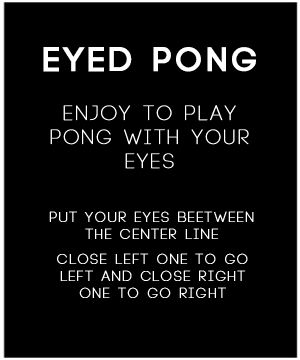 EYED PONG
ENJOY TO PLAY
PONG WITH YOUR
EYES
PUT YOUR EYES BEETWEEN
THE CENTER LINE
CLOSE LEFT ONE TO GO
LEFT AND CLOSE RIGHT
ONE TO GO RIGHT